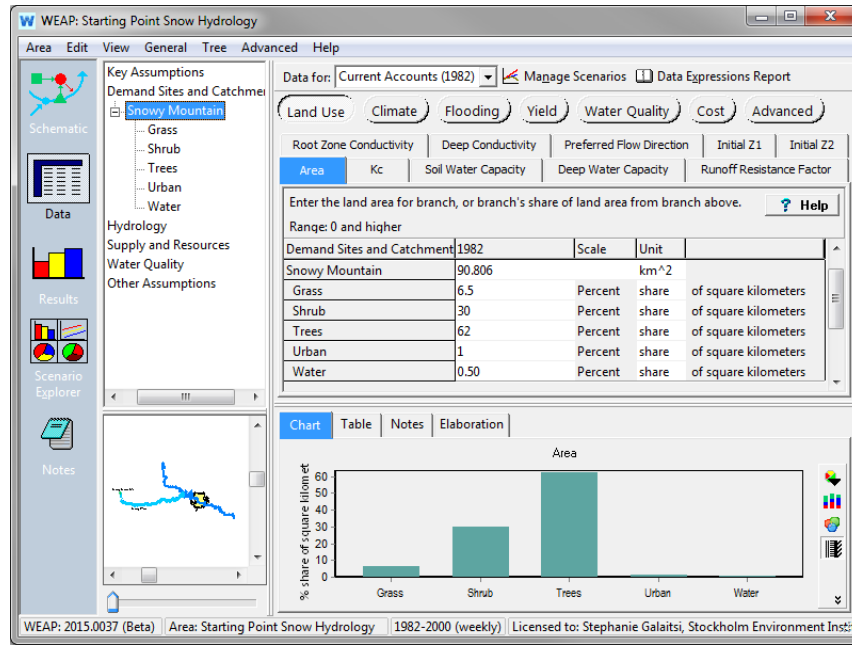 WEAP: Starting Point Snow Hydrology
Area Edit View General Tree Advanced Help
Schematic
Data
Results
Scenario
Explorer
Notes
Key Assumptions
Demand Sites and Catchme
Snowy Mountain
Grass
Shrub
Trees
Urban
Water
Hydrology
Supply and Resources
Water Quality
Other Assumptions
Data for: Current Accounts (1982) Manage Scenarios Data Expressions Report
Land Use Climate Flooding Yield Water Quality Cost Advanced
Root Zone Conductivity Deep Conductivity Preferred Flow Direction Initial Z1 Initial Z2
Area Kc Soil Water Capacity Deep Water Capacity Runoff Resistance Factor
Enter the land area for branch, or branch's share of land area from branch above. ? Help
Range: 0 and higher
Demand Sites and Catchment 1982 Scale Unit
Snowy Mountain 90.806 km^2
Grass 6.5 Percent share of square kilometers
Shrub 30 Percent share of square kilometers
Trees 62 Percent share of square kilometers
Urban 1 Percent share of square kilometers
Water 0.50 Percent share of square kilometers
Chart Table Notes Elaboration
Area
% share of square kilomet
60
50
40
30
20
10
0
Grass Shrub Trees Urban Water
WEAP: 2015.0037 (Beta) Area: Starting Point Snow Hydrology 1982-2000 (weekly) Licensed to: Stephanie Galaitsi, Stockholm Environment Inst